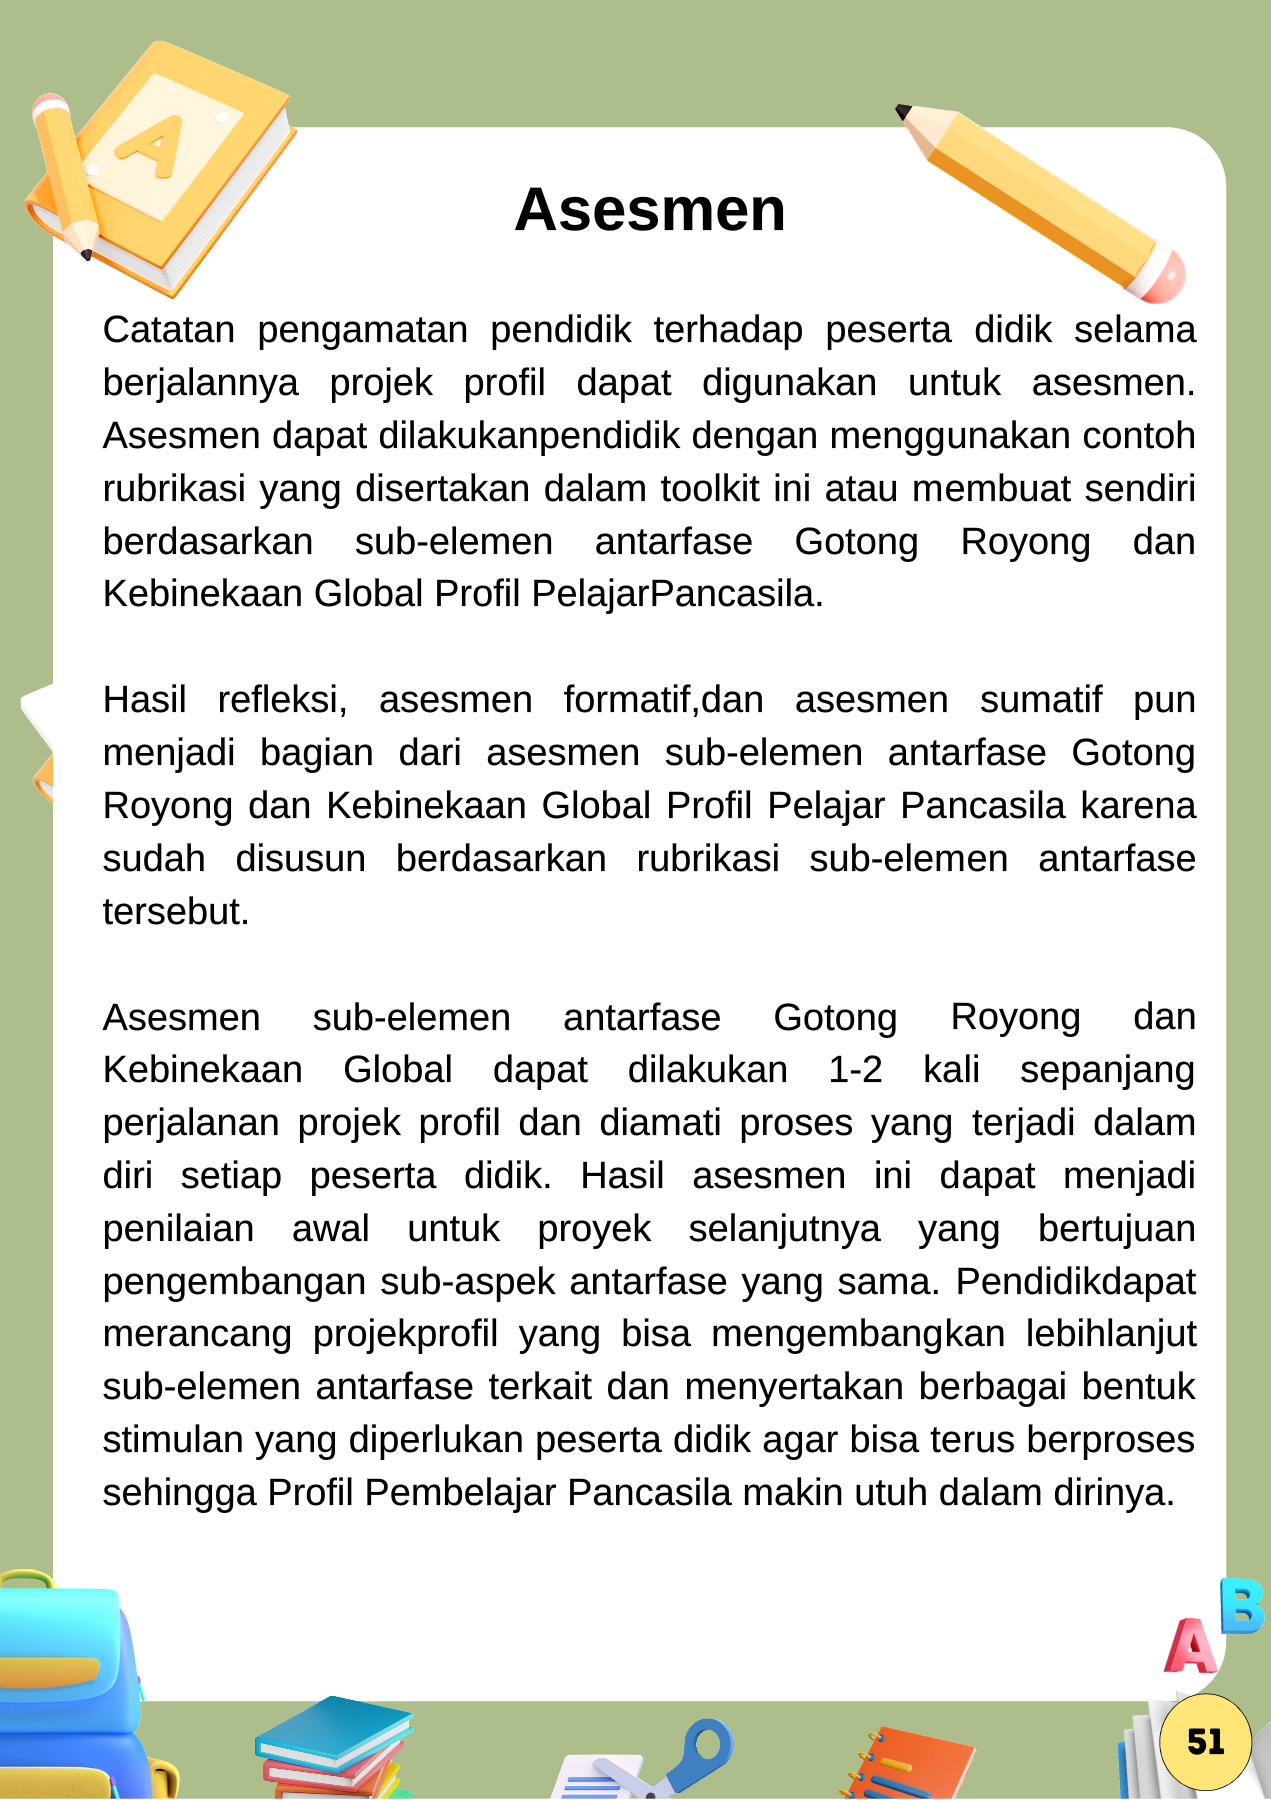 Asesmen
Catatan pengamatan pendidik terhadap peserta didik selama
berjalannya projek profil dapat digunakan untuk asesmen.
Asesmen dapat dilakukanpendidik dengan menggunakan contoh
rubrikasi yang disertakan dalam toolkit ini atau membuat sendiri
berdasarkan sub-elemen antarfase Gotong Royong dan
Kebinekaan Global Profil PelajarPancasila.
Hasil refleksi, asesmen formatif,dan asesmen sumatif pun
menjadi bagian dari asesmen sub-elemen antarfase Gotong
Royong dan Kebinekaan Global Profil Pelajar Pancasila karena
sudah disusun berdasarkan rubrikasi sub-elemen antarfase
tersebut.
Asesmen sub-elemen antarfase Gotong Royong dan
Kebinekaan Global dapat dilakukan 1-2 kali sepanjang
perjalanan projek profil dan diamati proses yang terjadi dalam
diri setiap peserta didik. Hasil asesmen ini dapat menjadi
penilaian awal untuk proyek selanjutnya yang bertujuan
pengembangan sub-aspek antarfase yang sama. Pendidikdapat
merancang projekprofil yang bisa mengembangkan lebihlanjut
sub-elemen antarfase terkait dan menyertakan berbagai bentuk
stimulan yang diperlukan peserta didik agar bisa terus berproses
sehingga Profil Pembelajar Pancasila makin utuh dalam dirinya.
A
B
A
51